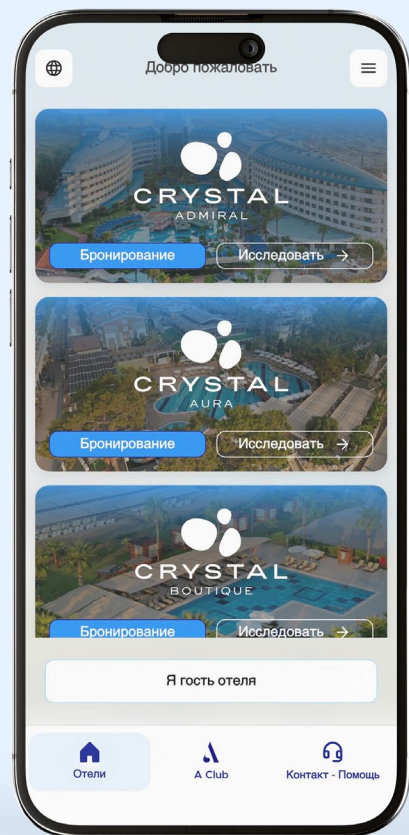 Добро пожаловать
CRYSTAL
ADMIRAL
Бронирование
Исследовать →
CRYSTAL
AURA
Бронирование
Исследовать →
CRYSTAL
BOUTIQUE
Бронирование
Исследовать →
Я гость отеля
Отели
A Club
Контакт - Помощь